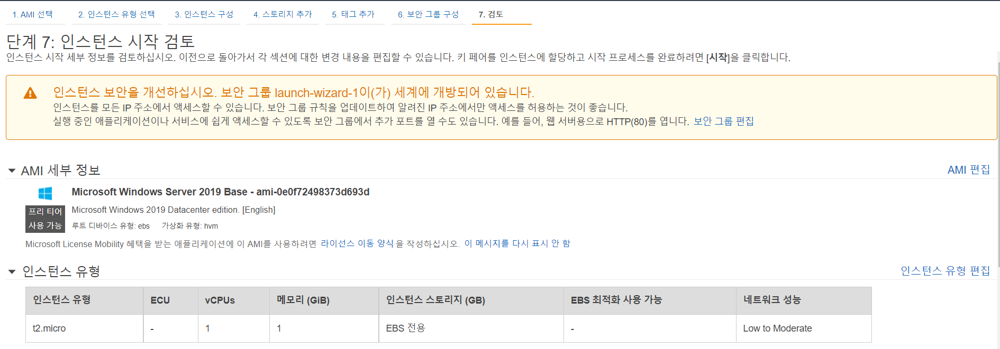 1. AMI 선택 2. 인스턴스 유형 선택 3. 인스턴스 구성 4. 스토리지 추가 5. 태그 추가 6. 보안 그룹 구성 7. 검토
단계 7: 인스턴스 시작 검토
인스턴스 시작 세부 정보를 검토하십시오. 이전으로 돌아가서 각 섹션에 대한 변경 내용을 편집할 수 있습니다. 키 페어를 인스턴스에 할당하고 시작 프로세스를 완료하려면 [시작]을 클릭합니다.
인스턴스 보안을 개선하십시오. 보안 그룹 launch-wizard-1이(가) 세계에 개방되어 있습니다.
인스턴스를 모든 IP 주소에서 액세스할 수 있습니다. 보안 그룹 규칙을 업데이트하여 알려진 IP 주소에서만 액세스를 허용하는 것이 좋습니다.
실행 중인 애플리케이션이나 서비스에 쉽게 액세스할 수 있도록 보안 그룹에서 추가 포트를 열 수도 있습니다. 예를 들어, 웹 서버용으로 HTTP(80)를 엽니다. 보안 그룹 편집
AMI 세부 정보 AMI 편집
Microsoft Windows Server 2019 Base - ami-0e0f72498373d693d
프리 티어 사용 가능
Microsoft Windows 2019 Datacenter edition. [English]
루트 디바이스 유형: ebs 가상화 유형: hvm
Microsoft License Mobility 혜택을 받는 애플리케이션에 이 AMI를 사용하려면 라이선스 이동 양식 을 작성하십시오. 이 메시지를 다시 표시 안 함
인스턴스 유형 인스턴스 유형 편집
인스턴스 유형 ECU vCPUs 메모리 (GiB) 인스턴스 스토리지 (GB) EBS 최적화 사용 가능 네트워크 성능
t2.micro - 1 1 EBS 전용 - Low to Moderate